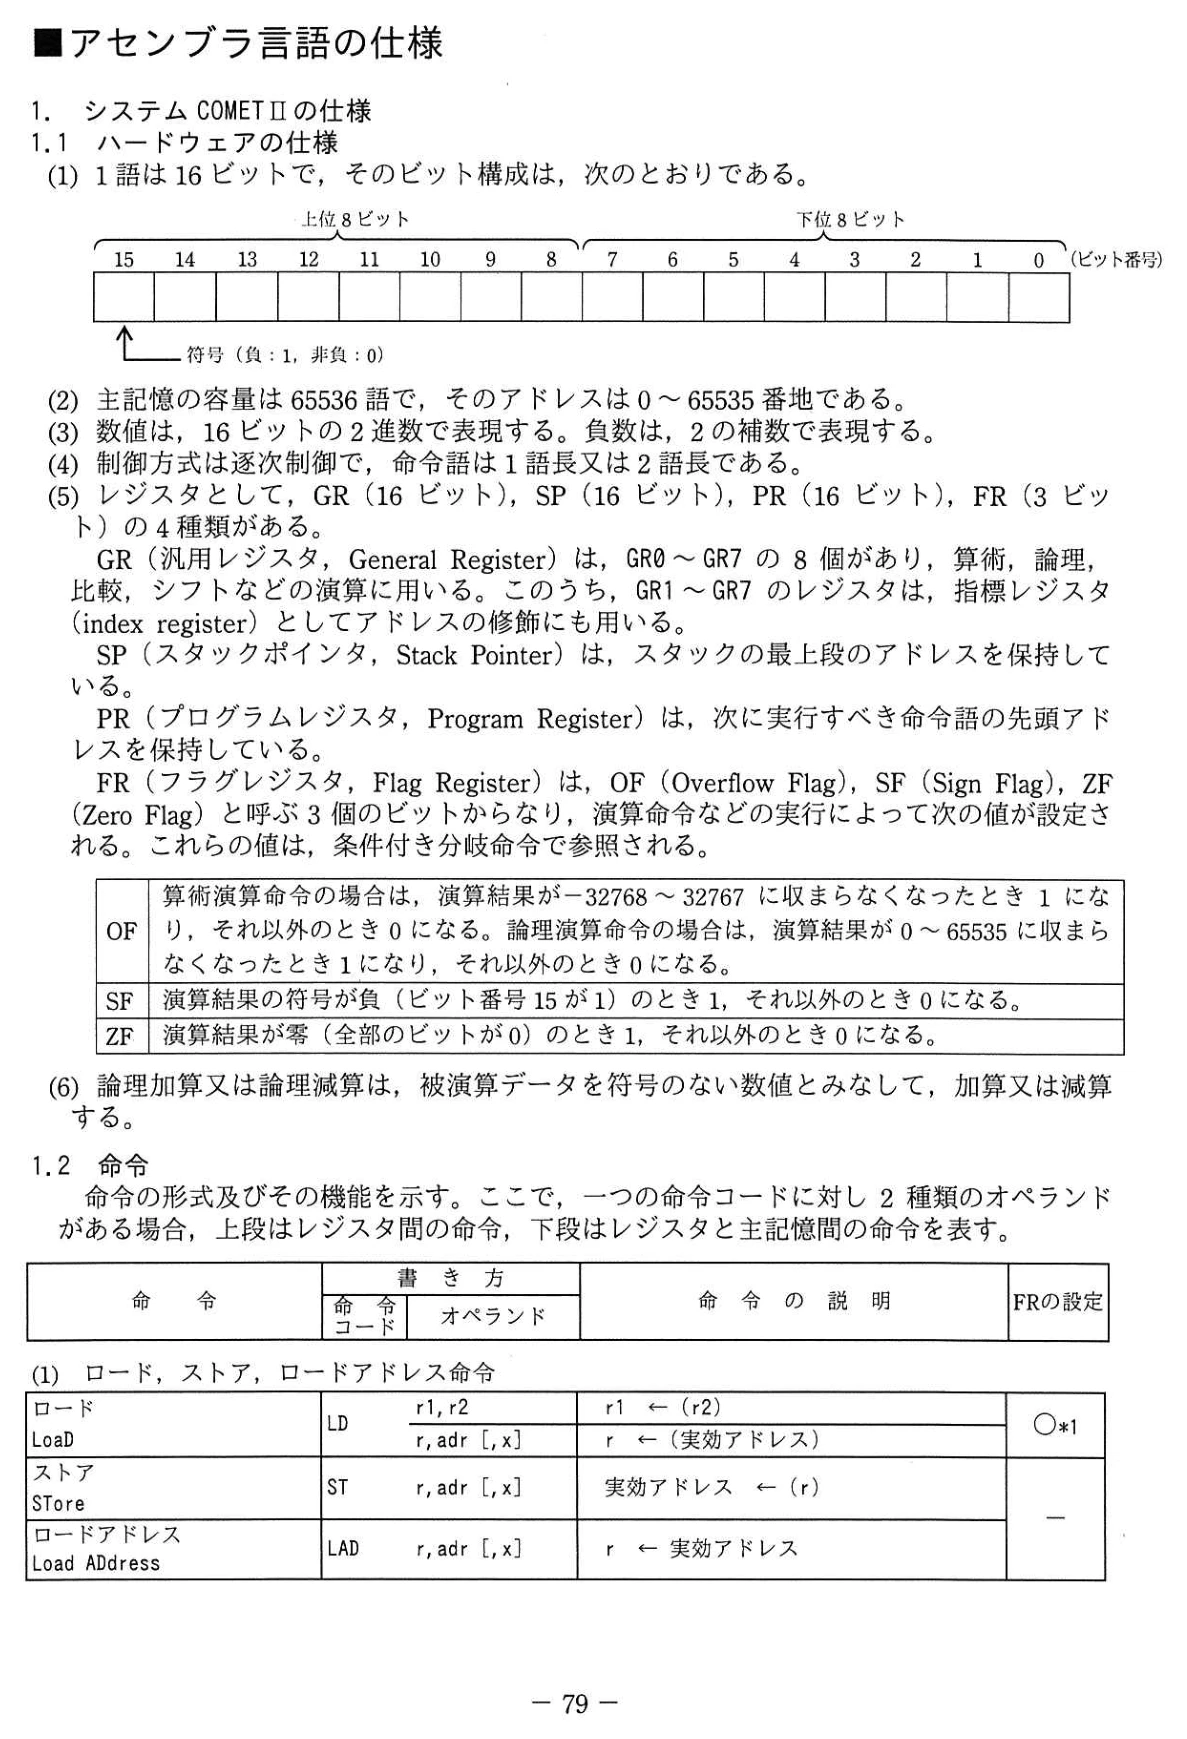 ■アセンブラ言語の仕様
1. システム COMETⅡの仕様
1.1 ハードウェアの仕様
(1) 1語は16ビットで，そのビット構成は，次のとおりである。
上位8ビット 下位8ビット
15 14 13 12 11 10 9 8 7 6 5 4 3 2 1 0 (ビット番号)
符号（負：1，非負：0）
(2) 主記憶の容量は65536語で，そのアドレスは0～65535番地である。
(3) 数値は，16ビットの2進数で表現する。負数は，2の補数で表現する。
(4) 制御方式は逐次制御で，命令語は1語長又は2語長である。
(5) レジスタとして，GR（16 ビット），SP（16 ビット），PR（16 ビット），FR（3 ビッ
ト）の4種類がある。
GR（汎用レジスタ，General Register）は，GR0～GR7 の 8 個があり，算術，論理，
比較，シフトなどの演算に用いる。このうち，GR1～GR7 のレジスタは，指標レジスタ
（index register）としてアドレスの修飾にも用いる。
SP（スタックポインタ，Stack Pointer）は，スタックの最上段のアドレスを保持して
いる。
PR（プログラムレジスタ，Program Register）は，次に実行すべき命令語の先頭アド
レスを保持している。
FR（フラグレジスタ，Flag Register）は，OF（Overflow Flag），SF（Sign Flag），ZF
（Zero Flag）と呼ぶ 3 個のビットからなり，演算命令などの実行によって次の値が設定さ
れる。これらの値は，条件付き分岐命令で参照される。
算術演算命令の場合は，演算結果が－32768～32767 に収まらなくなったとき 1 にな
OF り，それ以外のとき 0 になる。論理演算命令の場合は，演算結果が 0～65535 に収まら
なくなったとき1になり，それ以外のとき0になる。
SF 演算結果の符号が負（ビット番号15が1）のとき1，それ以外のとき0になる。
ZF 演算結果が零（全部のビットが0）のとき1，それ以外のとき0になる。
(6) 論理加算又は論理減算は，被演算データを符号のない数値とみなして，加算又は減算
する。
1.2 命令
命令の形式及びその機能を示す。ここで，一つの命令コードに対し 2 種類のオペランド
がある場合，上段はレジスタ間の命令，下段はレジスタと主記憶間の命令を表す。
書 き 方
命 令 命 令 の 説 明 FRの設定
命 令 オペランド
コード
(1) ロード，ストア，ロードアドレス命令
ロード r1,r2 r1 ← (r2)
LD ○*1
LoaD r,adr [,x] r ←（実効アドレス）
ストア ST r,adr [,x] 実効アドレス ← (r)
STore －
ロードアドレス
LAD r,adr [,x] r ← 実効アドレス
Load ADdress
－ 79 －